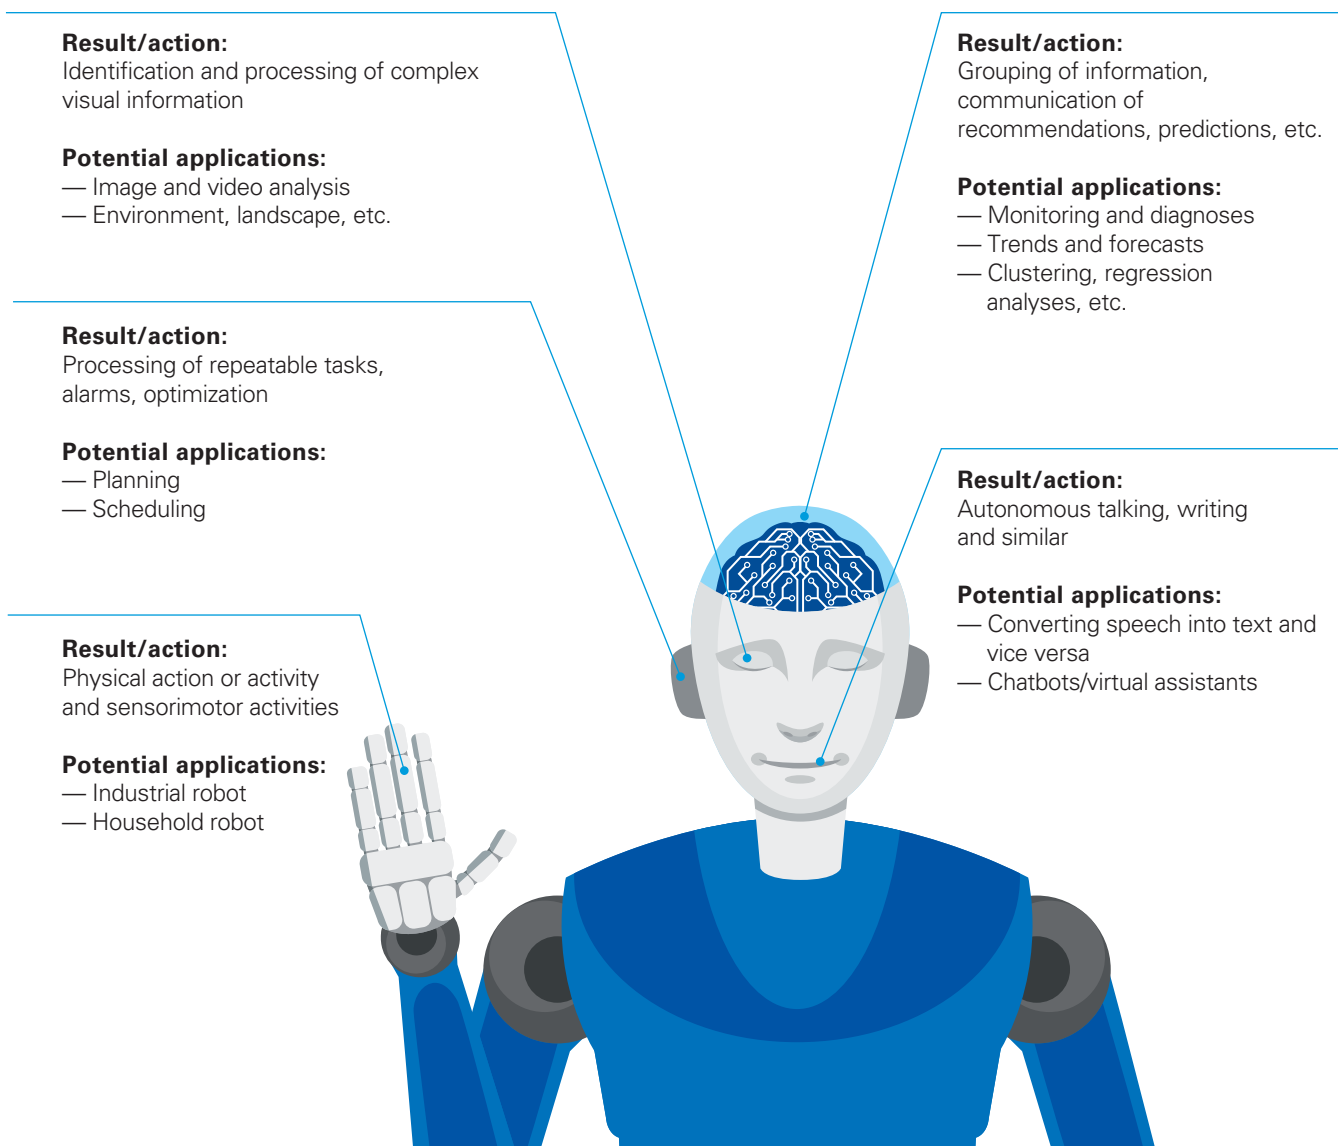 Result/action:
Identification and processing of complex
visual information
Potential applications:
— Image and video analysis
— Environment, landscape, etc.
Result/action:
Processing of repeatable tasks,
alarms, optimization
Potential applications:
— Planning
— Scheduling
Result/action:
Physical action or activity
and sensorimotor activities
Potential applications:
— Industrial robot
— Household robot
Result/action:
Grouping of information,
communication of
recommendations, predictions, etc.
Potential applications:
— Monitoring and diagnoses
— Trends and forecasts
— Clustering, regression
analyses, etc.
Result/action:
Autonomous talking, writing
and similar
Potential applications:
— Converting speech into text and
vice versa
— Chatbots/virtual assistants